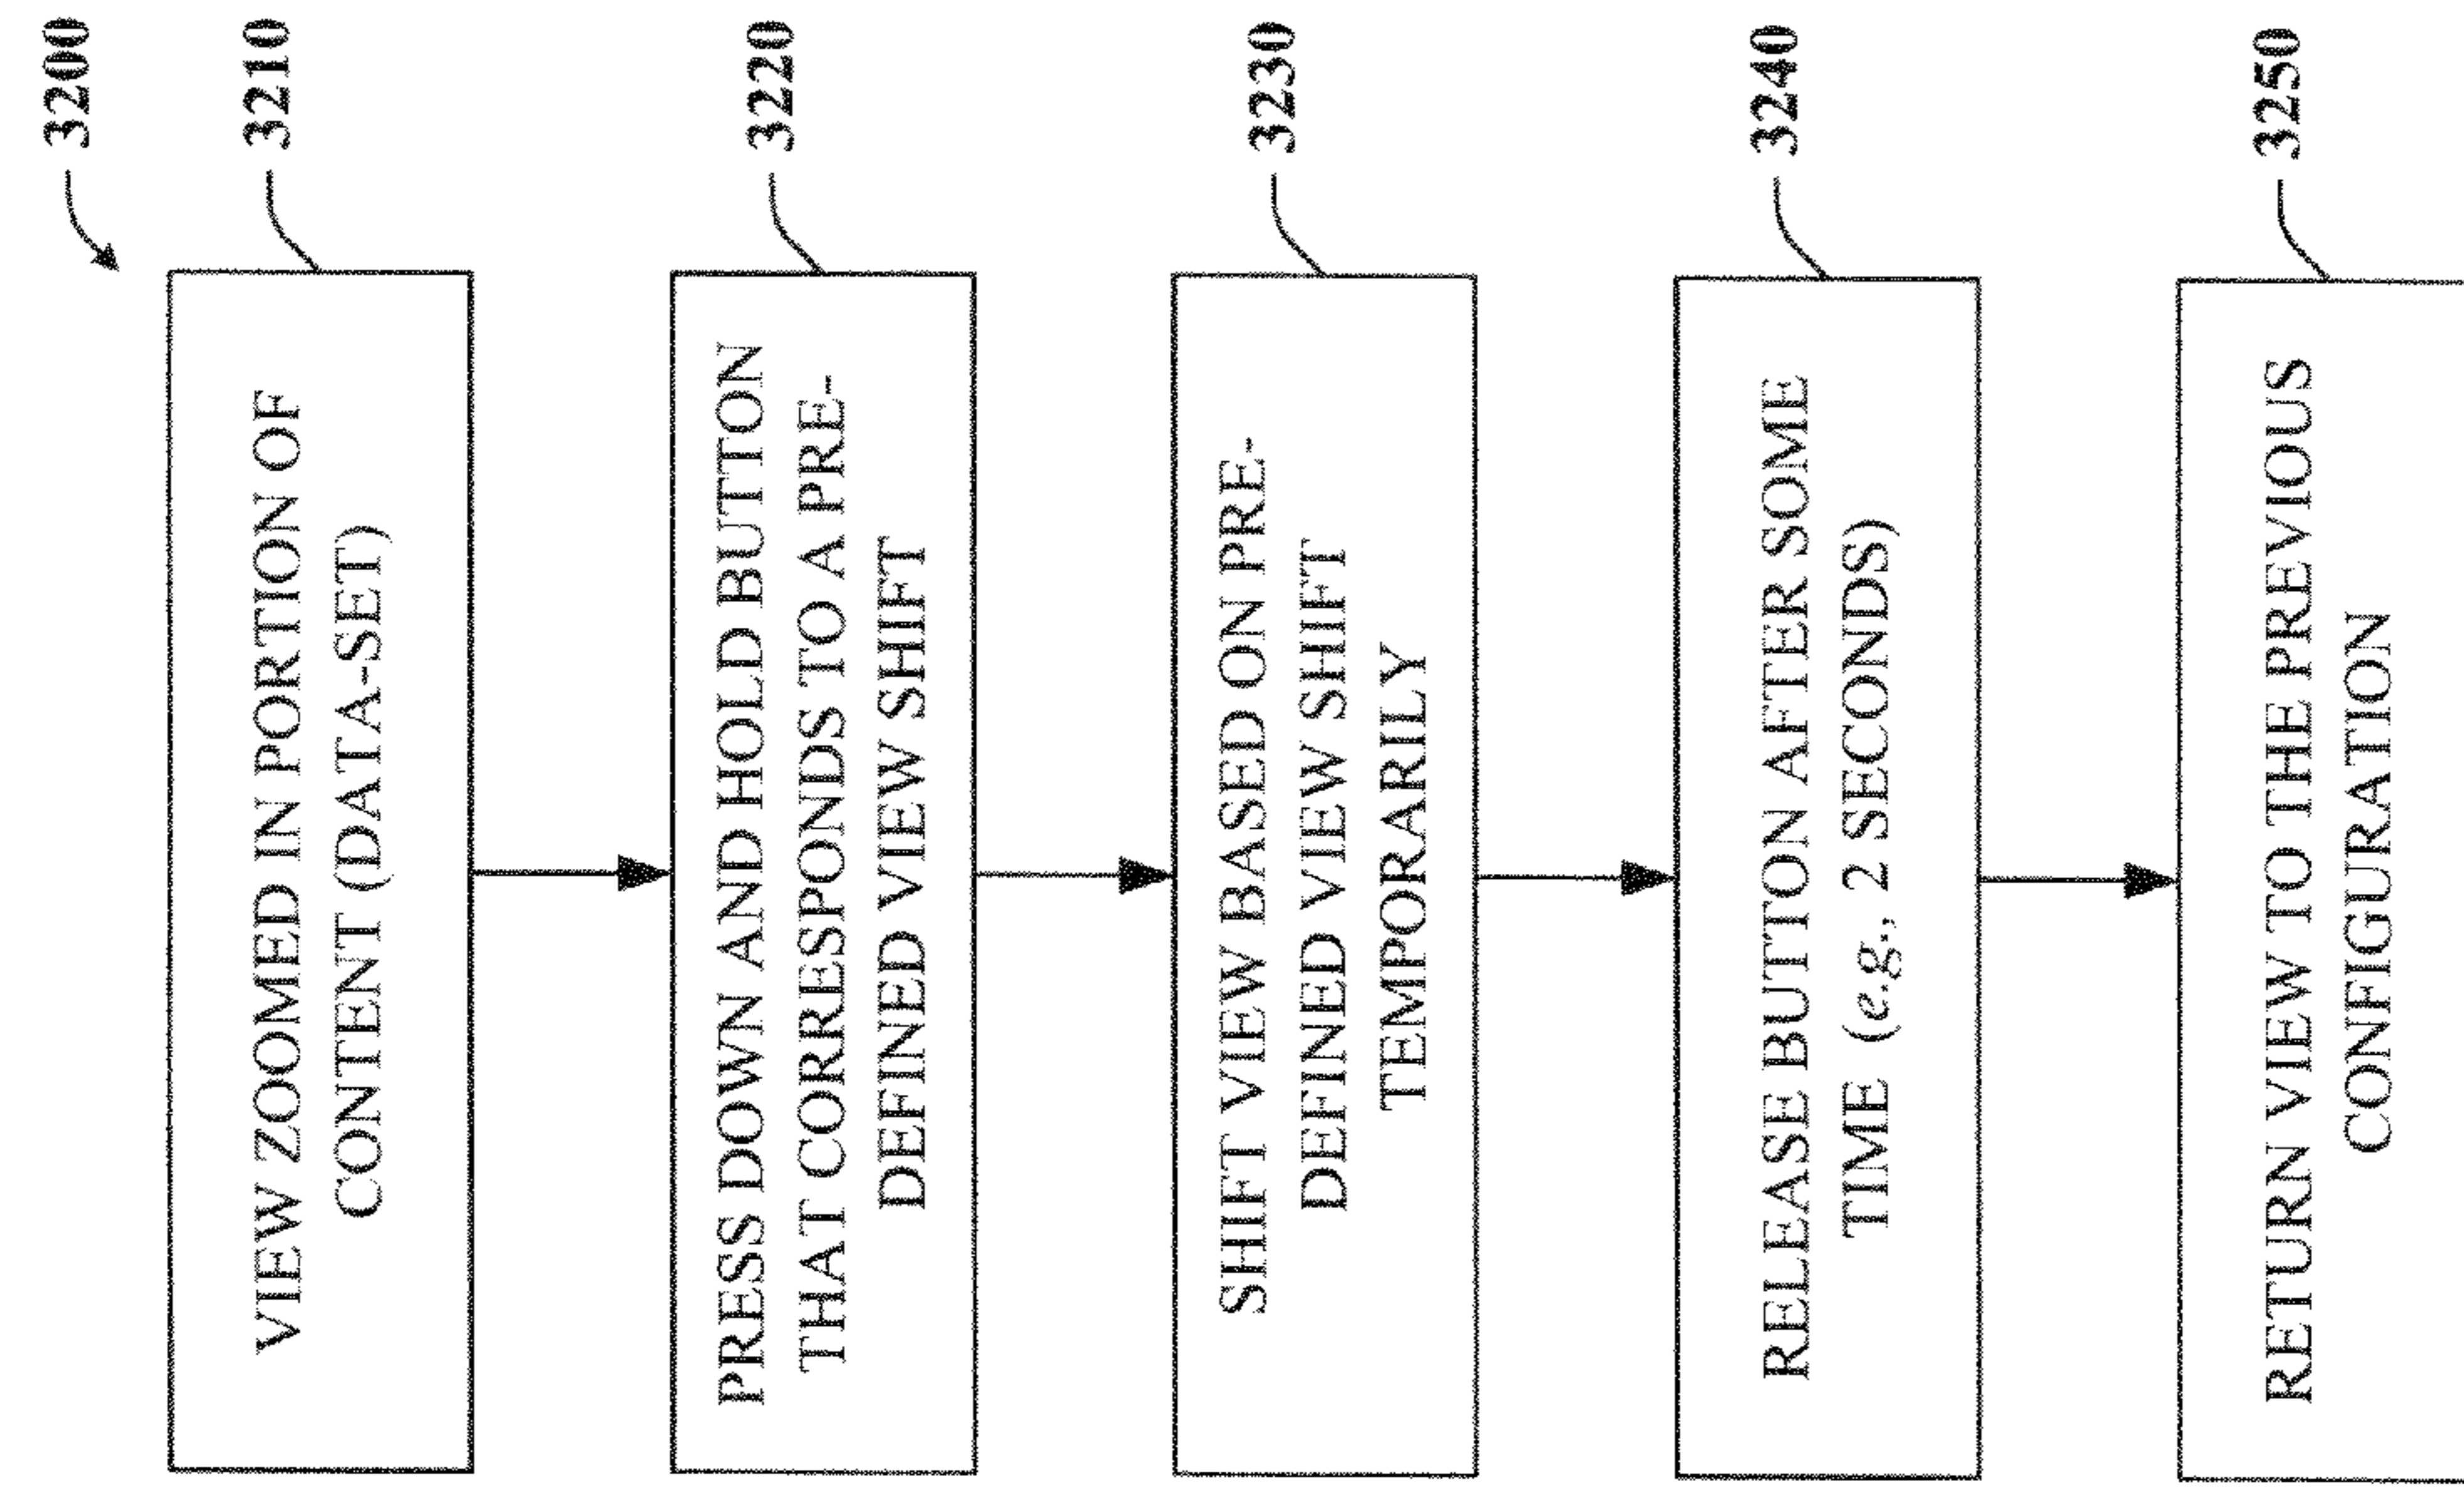 3200
VIEW ZOOMED IN PORTION OF
CONTENT (DATA-SET)
3210
PRESS DOWN AND HOLD BUTTON
THAT CORRESPONDS TO A PRE-
DEFINED VIEW SHIFT
3220
SHIFT VIEW BASED ON PRE-
DEFINED VIEW SHIFT
TEMPORARILY
3230
RELEASE BUTTON AFTER SOME
TIME (e.g., 2 SECONDS)
3240
RETURN VIEW TO THE PREVIOUS
CONFIGURATION
3250